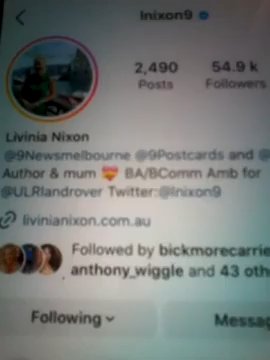 lnixon9
2,490
54.9 k
Posts
Followers
Livinia Nixon
@9Newsmelbourne @9Postcards and @
Author & mum 💝 BA/BComm Amb for
@ULRlandrover Twitter:@lnixon9
livinianixon.com.au
Followed by bickmorecarrie
anthony_wiggle and 43 oth
Following
Messag